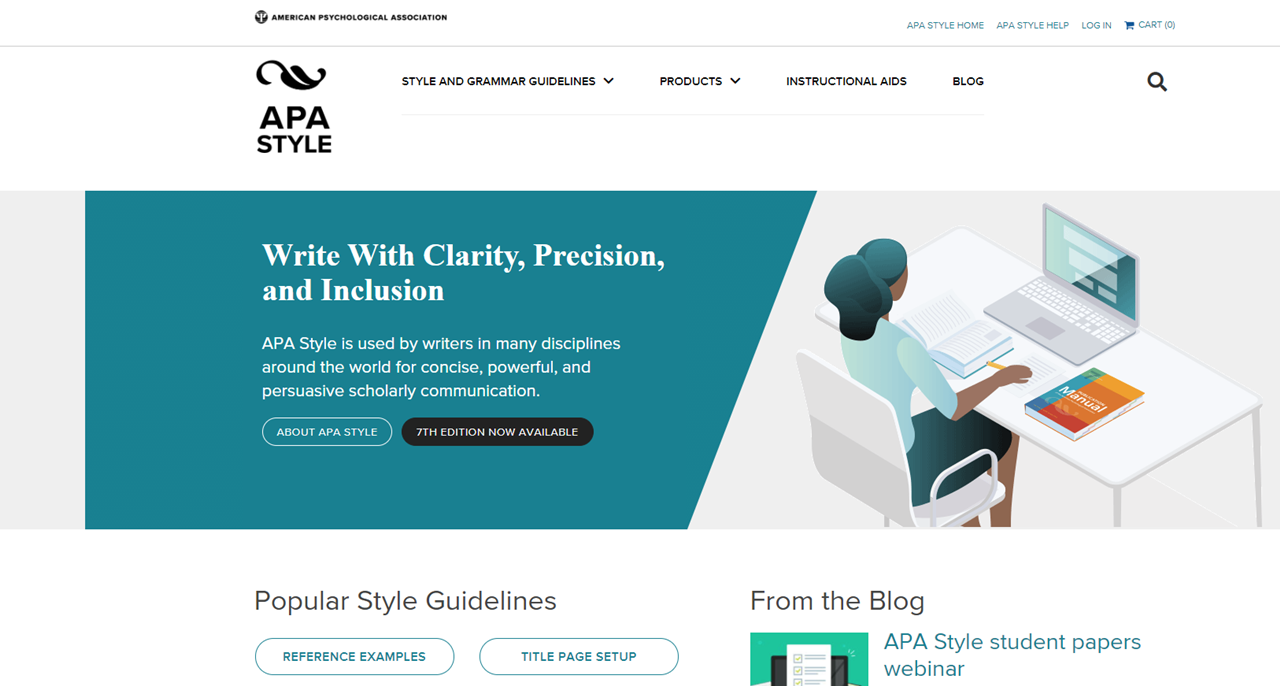 AMERICAN PSYCHOLOGICAL ASSOCIATION
APA STYLE HOME APA STYLE HELP LOG IN CART (0)
APA
STYLE
STYLE AND GRAMMAR GUIDELINES PRODUCTS INSTRUCTIONAL AIDS BLOG
Write With Clarity, Precision,
and Inclusion
APA Style is used by writers in many disciplines
around the world for concise, powerful, and
persuasive scholarly communication.
ABOUT APA STYLE 7TH EDITION NOW AVAILABLE
PUBLICATION
Manual
Popular Style Guidelines
REFERENCE EXAMPLES TITLE PAGE SETUP
From the Blog
APA Style student papers
webinar